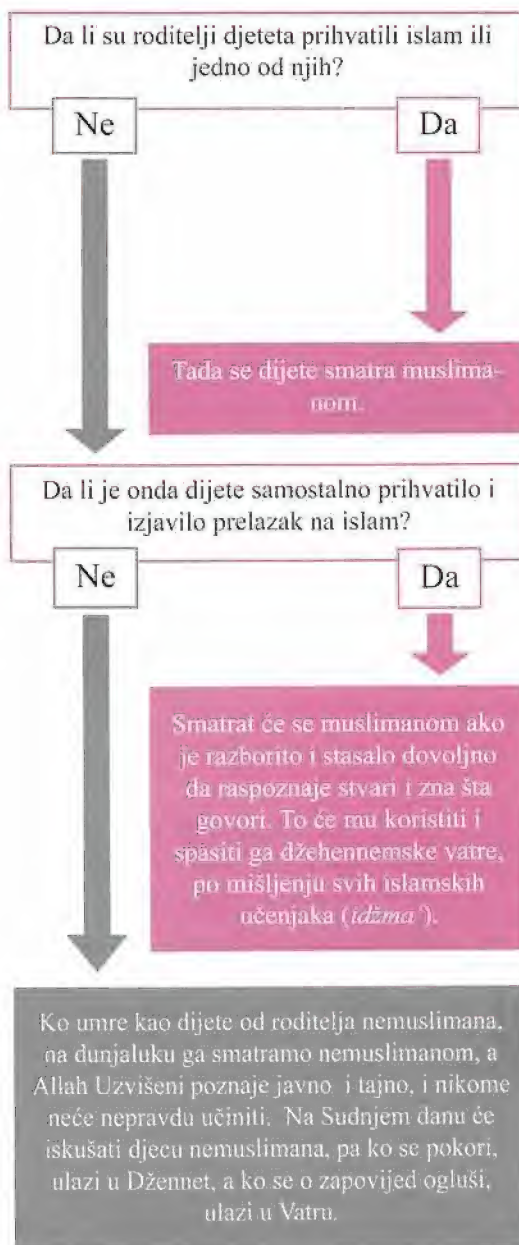 Da li su roditelji djeteta prihvatili islam ili
jedno od njih?
Ne
Da
Tada se dijete smatra muslima-
nom.
Da li je onda dijete samostalno prihvatilo i
izjavilo prelazak na islam?
Ne
Da
Smatrat će se muslimanom ako
je razborito i stasalo dovoljno
da raspoznaje stvari i zna šta
govori. To će mu koristiti i
spasiti ga džehennemske vatre,
po mišljenju svih islamskih
učenjaka (idžma').
Ko umre kao dijete od roditelja nemuslimana,
na dunjaluku ga smatramo nemuslimanom, a
Allah Uzvišeni poznaje javno i tajno, i nikome
neće nepravdu učiniti. Na Sudnjem danu će
iskušati djecu nemuslimana, pa ko se pokori,
ulazi u Džennet, a ko se o zapovijed ogluši,
ulazi u Vatru.